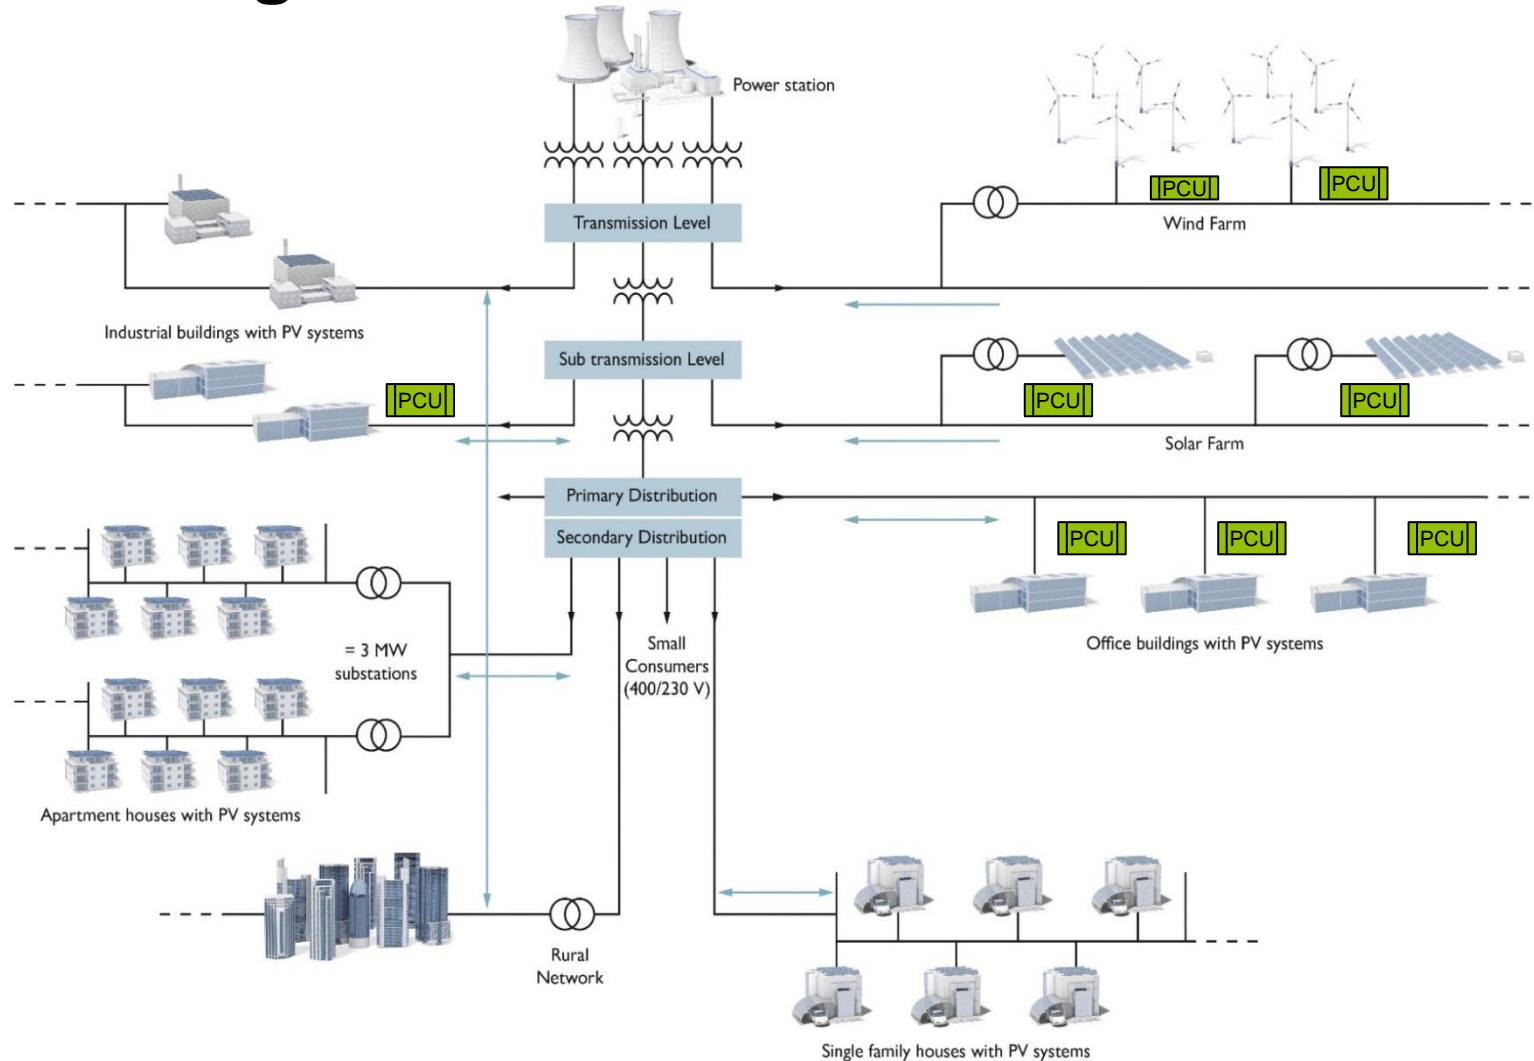 g
Power station
PCU
PCU
Transmission Level
Wind Farm
Industrial buildings with PV systems
Sub transmission Level
PCU
PCU
PCU
Solar Farm
Primary Distribution
Secondary Distribution
PCU
PCU
PCU
= 3 MW
substations
Small
Consumers
(400/230 V)
Office buildings with PV systems
Apartment houses with PV systems
Rural
Network
Single family houses with PV systems